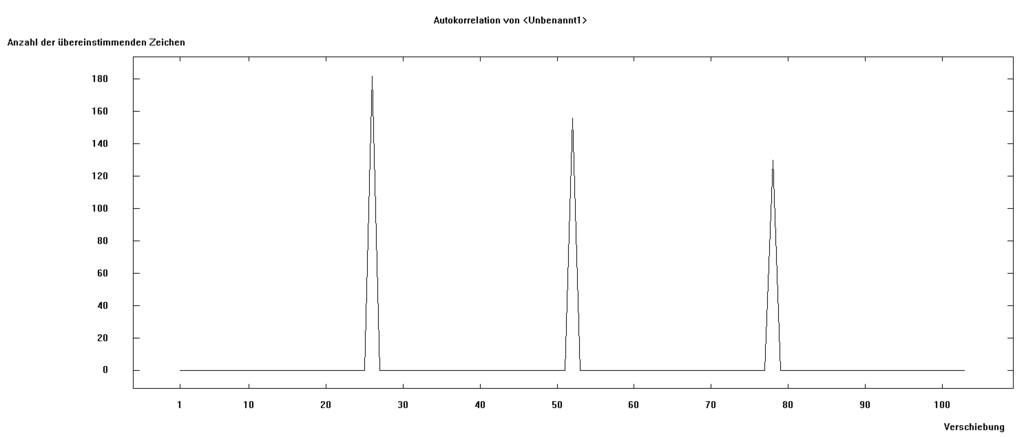 Autokorrelation von <Unbenannt1>
Anzahl der übereinstimmenden Zeichen
180
160
140
120
100
80
60
40
20
0
1 10 20 30 40 50 60 70 80 90 100
Verschiebung